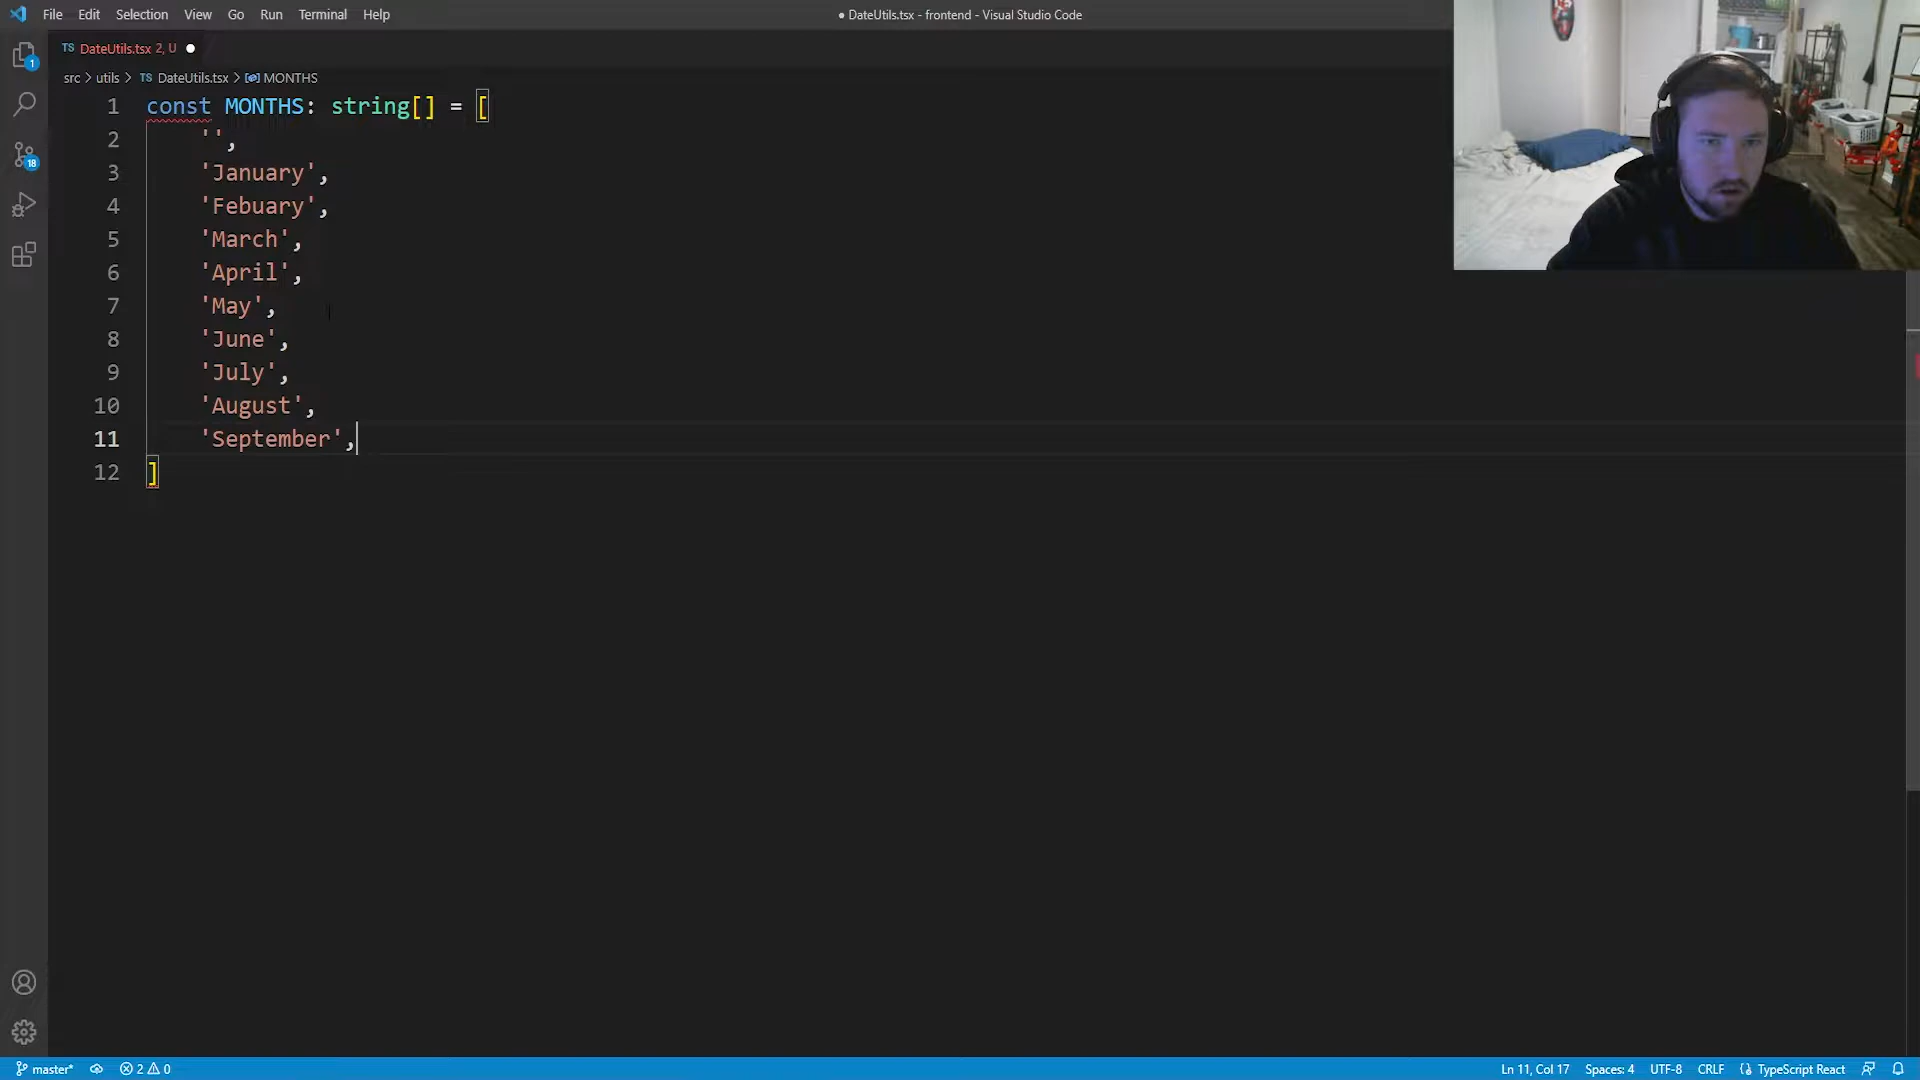 File Edit Selection View Go Run Terminal Help
● DateUtils.tsx - frontend - Visual Studio Code
TS DateUtils.tsx 2, U ●
src > utils > TS DateUtils.tsx > MONTHS
1 const MONTHS: string[] = [
2 '',
3 'January',
4 'Febuary',
5 'March',
6 'April',
7 'May',
8 'June',
9 'July',
10 'August',
11 'September',
12 ]
1
18
master* 2 0 Ln 11, Col 17 Spaces: 4 UTF-8 CRLF TypeScript React